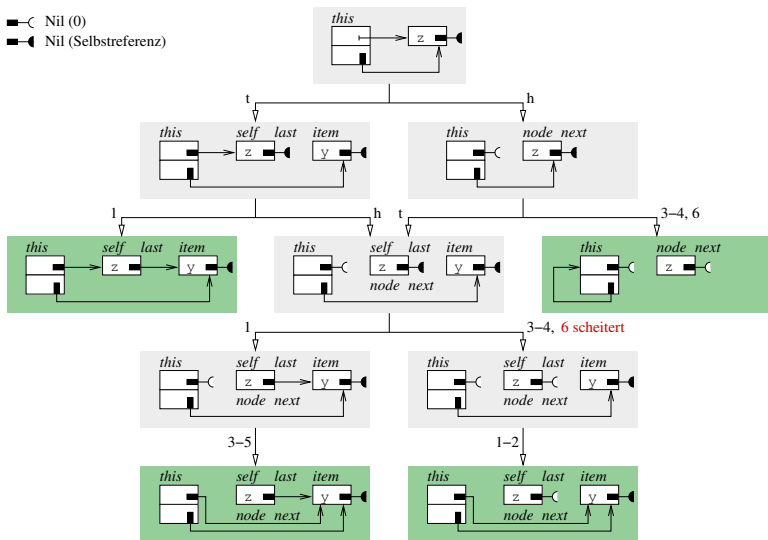 Nil (0)
Nil (Selbstreferenz)
this
z
t
h
this self last item
z y
this node next
z
l
h
t
3−4, 6
this self last item
z y
this self last item
z y
node next
this node next
z
l
3−4, 6 scheitert
this self last item
z y
node next
this self last item
z y
node next
3−5
1−2
this self last item
z y
node next
this self last item
z y
node next